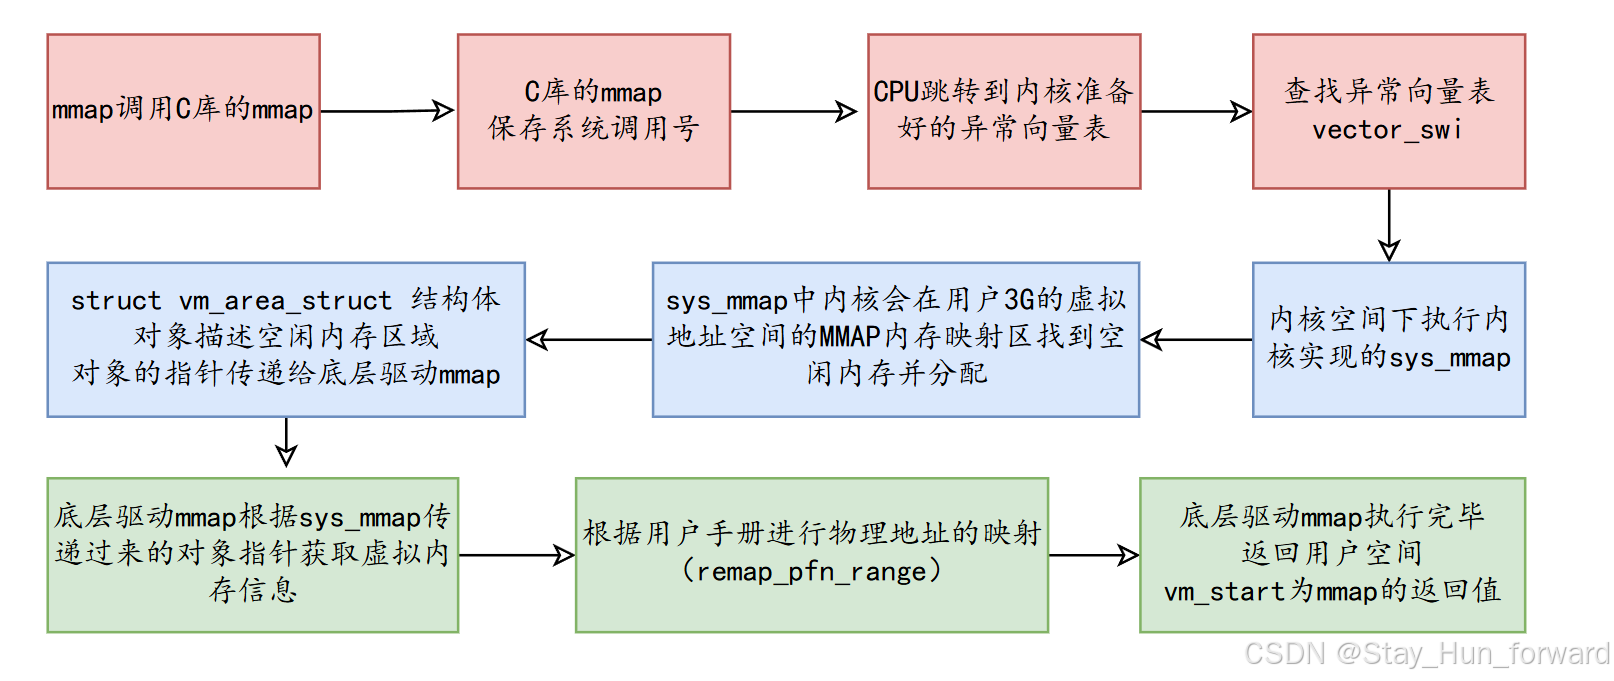 mmap调用C库的mmap
C库的mmap
保存系统调用号
CPU跳转到内核准备
好的异常向量表
查找异常向量表
vector_swi
内核空间下执行内
核实现的sys_mmap
sys_mmap中内核会在用户3G的虚拟
地址空间的MMAP内存映射区找到空
闲内存并分配
struct vm_area_struct 结构体
对象描述空闲内存区域
对象的指针传递给底层驱动mmap
底层驱动mmap根据sys_mmap传
递过来的对象指针获取虚拟内
存信息
根据用户手册进行物理地址的映射
（remap_pfn_range）
底层驱动mmap执行完毕
返回用户空间
vm_start为mmap的返回值
CSDN @Stay_Hun_forward